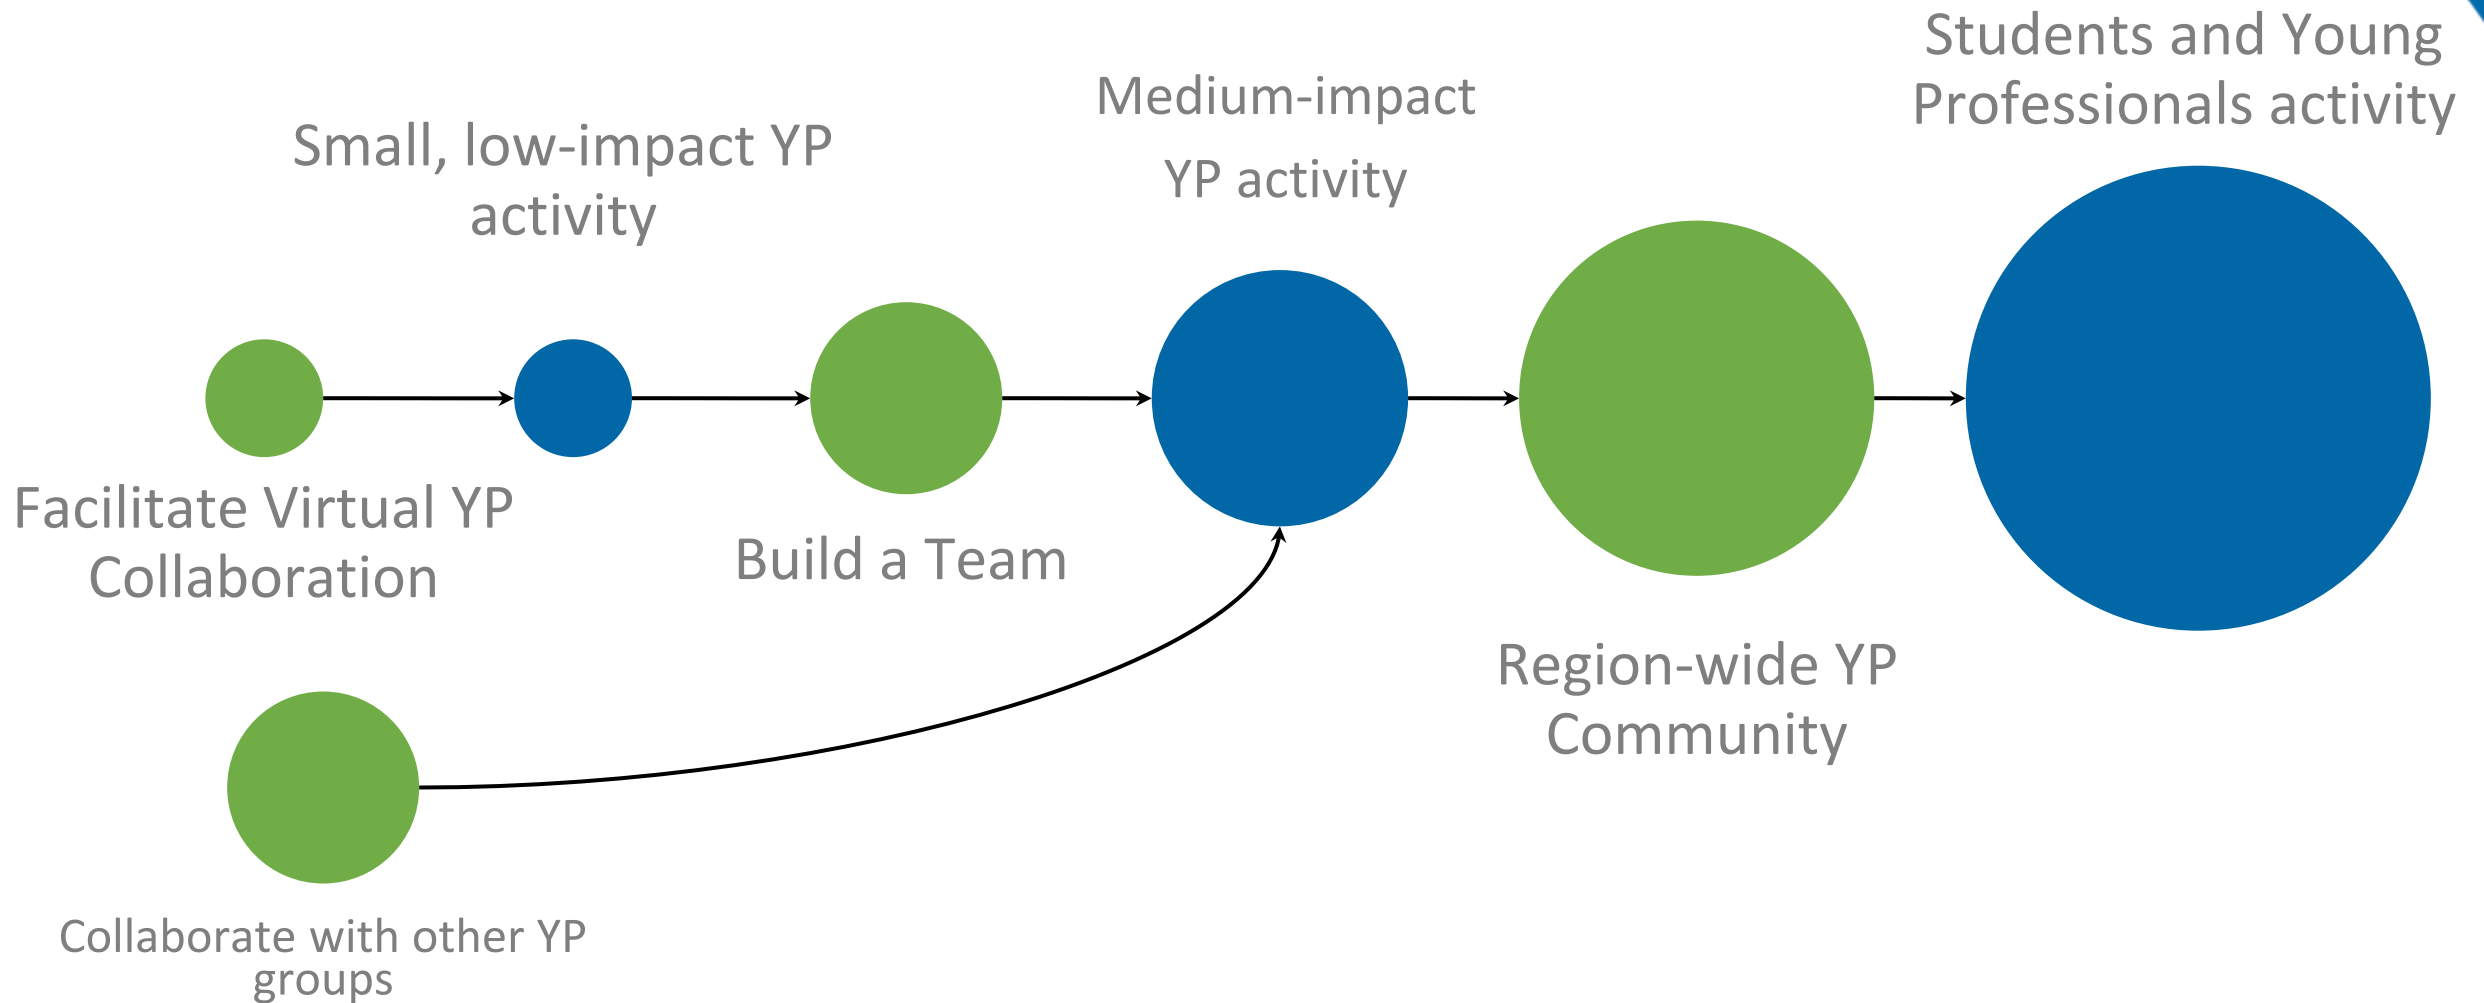 Students and Young
Professionals activity
Medium-impact
YP activity
Small, low-impact YP
activity
Facilitate Virtual YP
Collaboration
Build a Team
Region-wide YP
Community
Collaborate with other YP
groups